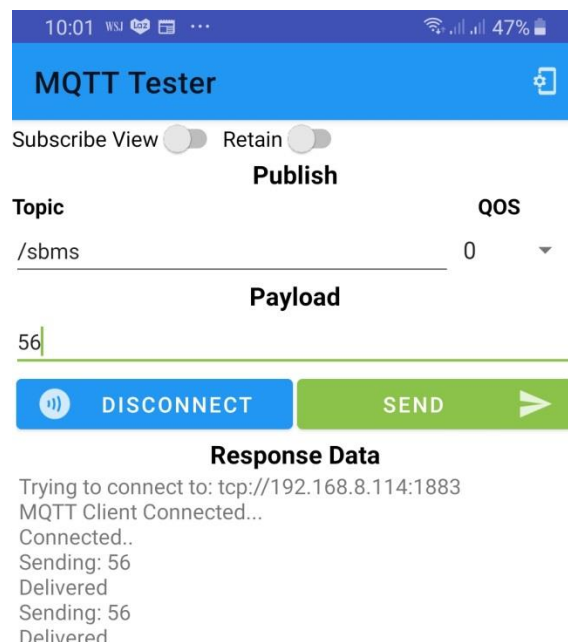 10:01 WSJ Laz ... 47%
MQTT Tester
Subscribe View Retain
Publish
Topic QOS
/sbms 0
Payload
56
DISCONNECT SEND
Response Data
Trying to connect to: tcp://192.168.8.114:1883
MQTT Client Connected...
Connected..
Sending: 56
Delivered
Sending: 56
Delivered